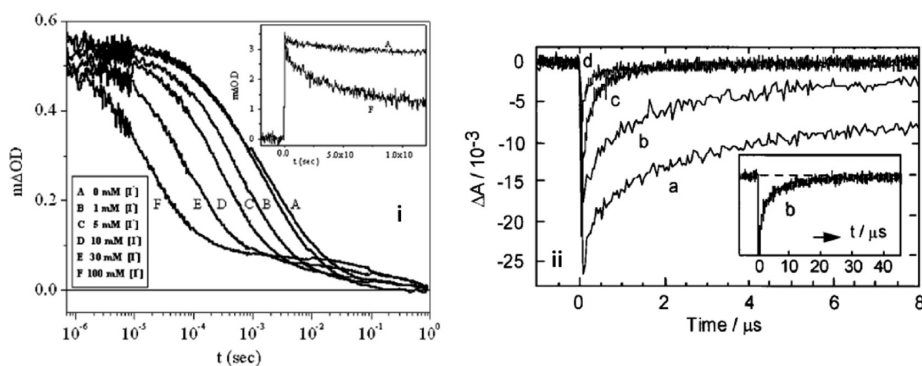 0.6
0.4
0.2
0.0
mΔOD
10⁻⁶ 10⁻⁵ 10⁻⁴ 10⁻³ 10⁻² 10⁻¹ 10⁰
t (sec)
A 0 mM [I⁻]
B 1 mM [I⁻]
C 5 mM [I⁻]
D 10 mM [I⁻]
E 30 mM [I⁻]
F 100 mM [I⁻]
F E D C B A
i
3
2
1
0
mΔO.D
A
F
0.0 5.0x10 1.0x10
t (sec)
0
-5
-10
-15
-20
-25
ΔA / 10⁻³
d
c
b
a
ii
b
t / μs
0 10 20 30 40
0 2 4 6 8
Time / μs